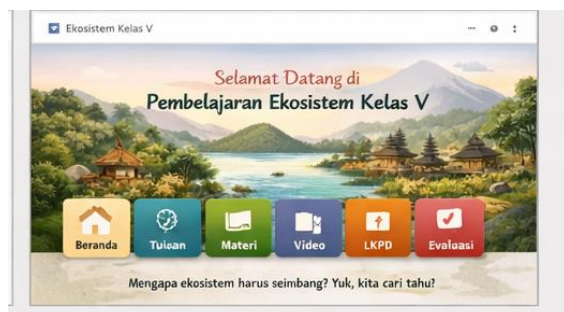 Ekosistem Kelas V
Selamat Datang di
Pembelajaran Ekosistem Kelas V
Beranda
Tuiuan
Materi
Video
LKPD
Evaluasi
Mengapa ekosistem harus seimbang? Yuk, kita cari tahu?